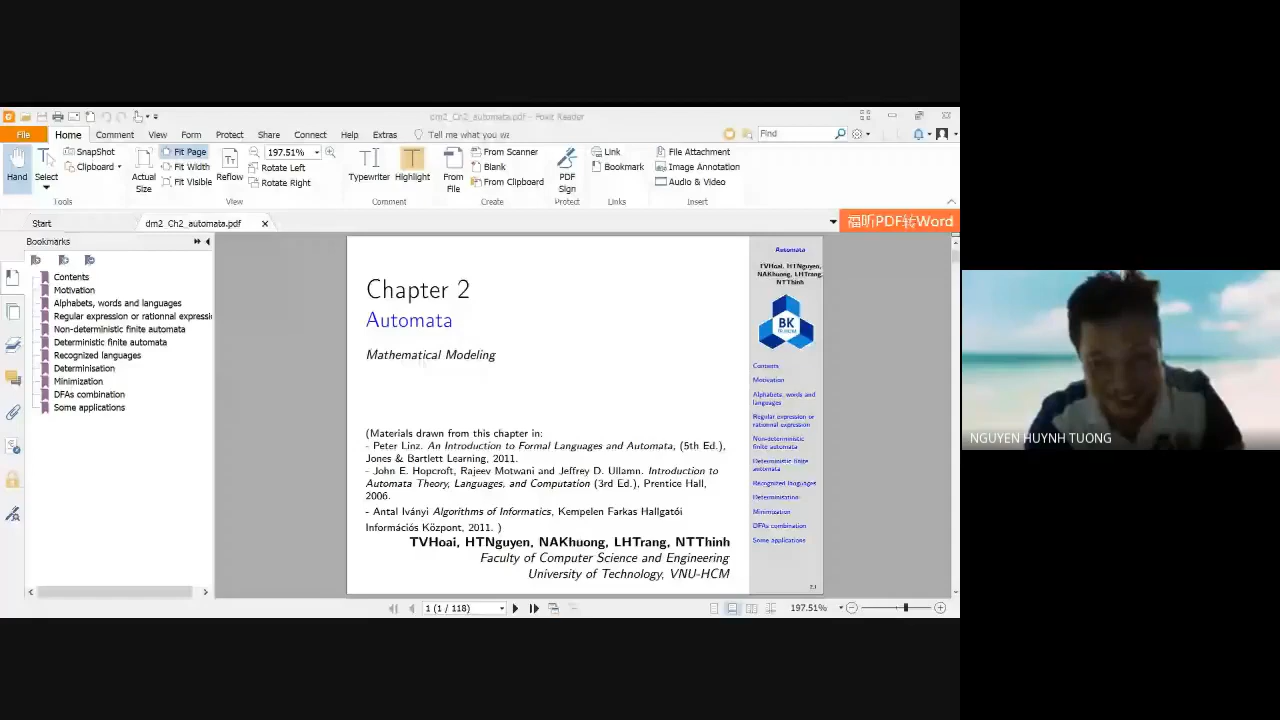 dm2_Ch2_automata.pdf - Foxit Reader
File
Home
Comment
View
Form
Protect
Share
Connect
Help
Extras
Tell me what you wa
Find
Hand
Select
SnapShot
Clipboard
Actual
Size
Fit Page
Fit Width
Fit Visible
Reflow
197.51%
Rotate Left
Rotate Right
Typewriter
Highlight
From
File
From Scanner
Blank
From Clipboard
PDF
Sign
Link
Bookmark
File Attachment
Image Annotation
Audio & Video
Tools
View
Comment
Create
Protect
Links
Insert
Start
dm2_Ch2_automata.pdf
福昕PDF转Word
Bookmarks
Contents
Motivation
Alphabets, words and languages
Regular expression or rationnal expressi
Non-deterministic finite automata
Deterministic finite automata
Recognized languages
Determinisation
Minimization
DFAs combination
Some applications
Chapter 2
Automata
Mathematical Modeling
(Materials drawn from this chapter in:
- Peter Linz. An Introduction to Formal Languages and Automata, (5th Ed.),
Jones & Bartlett Learning, 2011.
- John E. Hopcroft, Rajeev Motwani and Jeffrey D. Ullamn. Introduction to
Automata Theory, Languages, and Computation (3rd Ed.), Prentice Hall,
2006.
- Antal Iványi Algorithms of Informatics, Kempelen Farkas Hallgatói
Információs Központ, 2011. )
TVHoai, HTNguyen, NAKhuong, LHTrang, NTThinh
Faculty of Computer Science and Engineering
University of Technology, VNU-HCM
Automata
TVHoai, HTNguyen,
NAKhuong, LHTrang,
NTThinh
BK
TP.HCM
Contents
Motivation
Alphabets, words and
languages
Regular expression or
rationnal expression
Non-deterministic
finite automata
Deterministic finite
automata
Recognized languages
Determinisation
Minimization
DFAs combination
Some applications
2.1
1 (1 / 118)
197.51%
NGUYEN HUYNH TUONG